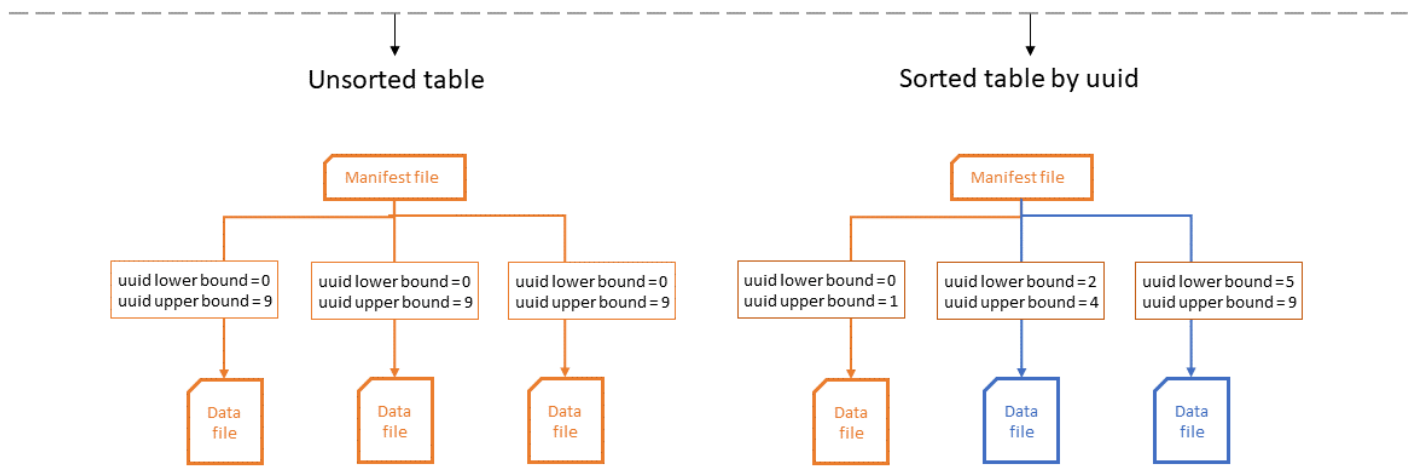 Unsorted table
Sorted table by uuid
Manifest file
Manifest file
uuid lower bound = 0
uuid upper bound = 9
uuid lower bound = 0
uuid upper bound = 9
uuid lower bound = 0
uuid upper bound = 9
uuid lower bound = 0
uuid upper bound = 1
uuid lower bound = 2
uuid upper bound = 4
uuid lower bound = 5
uuid upper bound = 9
Data
file
Data
file
Data
file
Data
file
Data
file
Data
file